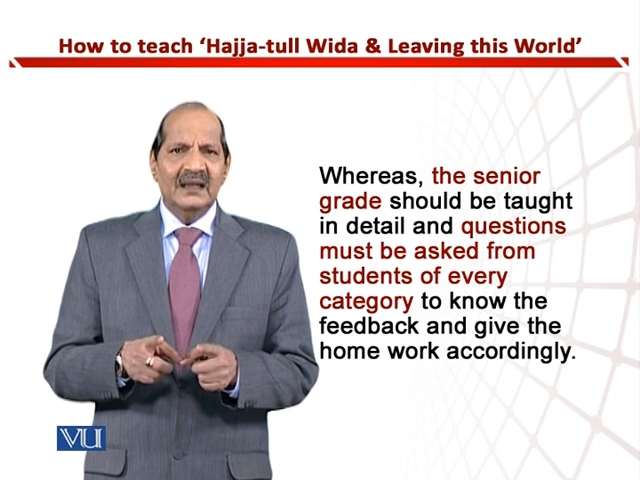 How to teach ‘Hajja-tull Wida & Leaving this World’
Whereas, the senior
grade should be taught
in detail and questions
must be asked from
students of every
category to know the
feedback and give the
home work accordingly.
VU